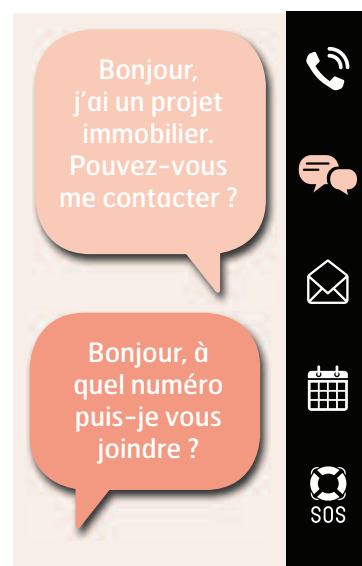 Bonjour,
j'ai un projet
immobilier.
Pouvez-vous
me contacter ?
Bonjour, à
quel numéro
puis-je vous
joindre ?
SOS